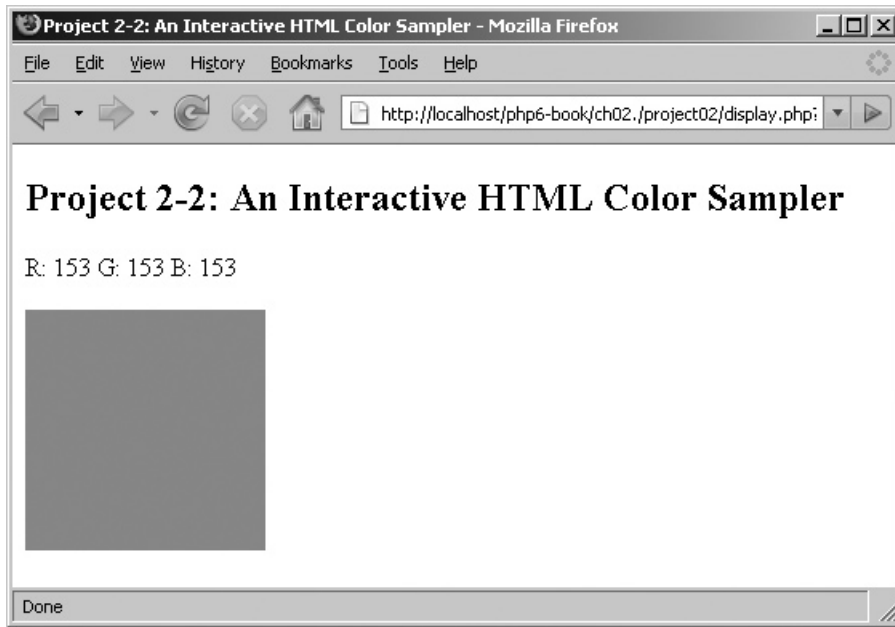 Project 2-2: An Interactive HTML Color Sampler - Mozilla Firefox
File Edit View History Bookmarks Tools Help
http://localhost/php6-book/ch02./project02/display.php?
Project 2-2: An Interactive HTML Color Sampler
R: 153 G: 153 B: 153
Done